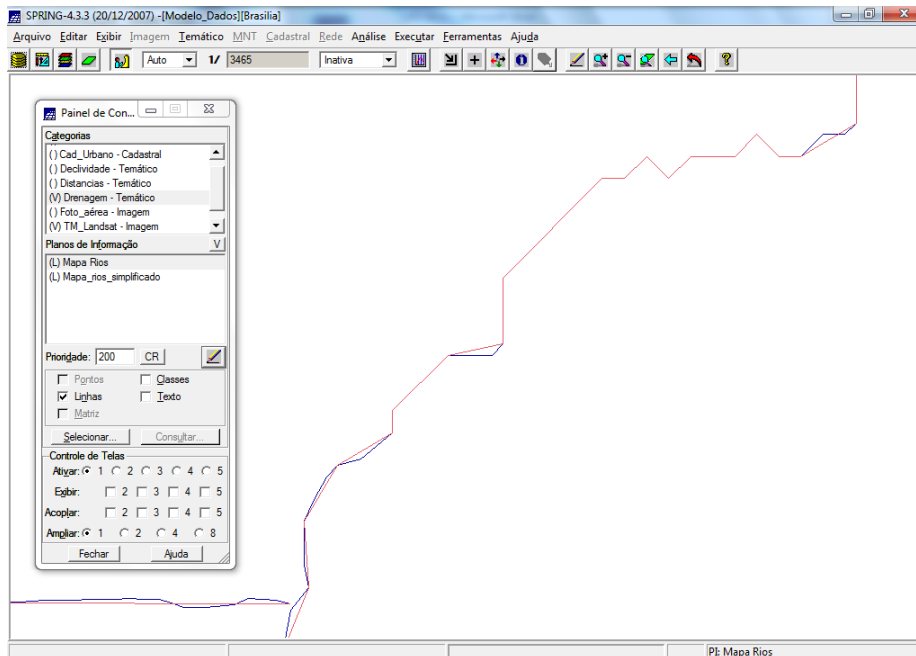 SPRING-4.3.3 (20/12/2007) -[Modelo_Dados][Brasilia]
Arquivo Editar Exibir Imagem Temático MNT Cadastral Rede Análise Executar Ferramentas Ajuda
Auto 1/ 3465 Inativa
Painel de Con...
Categorias
( ) Cad_Urbano - Cadastral
( ) Declividade - Temático
( ) Distancias - Temático
(V) Drenagem - Temático
( ) Foto_aérea - Imagem
(V) TM_Landsat - Imagem
Planos de Informação V
(L) Mapa Rios
(L) Mapa_rios_simplificado
Prioridade: 200 CR
Pontos Classes
Linhas Texto
Matriz
Selecionar... Consultar...
Controle de Telas
Ativar: 1 2 3 4 5
Exibir: 2 3 4 5
Acoplar: 2 3 4 5
Ampliar: 1 2 4 8
Fechar Ajuda
PI: Mapa Rios